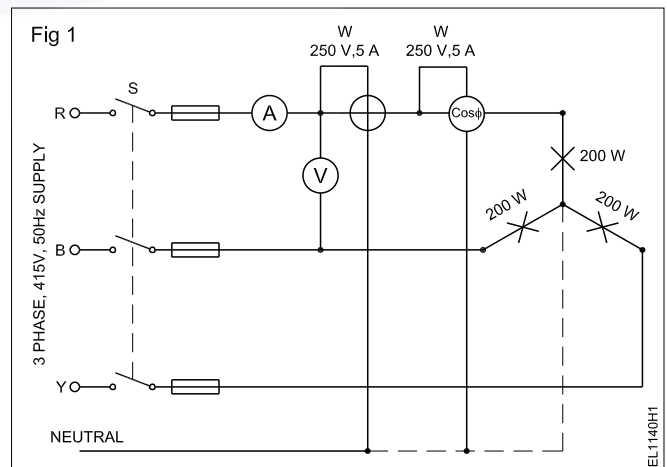 Fig 1
W
250 V,5 A
W
250 V,5 A
S
R
A
Cosϕ
200 W
V
200 W
200 W
B
3 PHASE, 415V, 50Hz SUPPLY
Y
NEUTRAL
EL1140H1